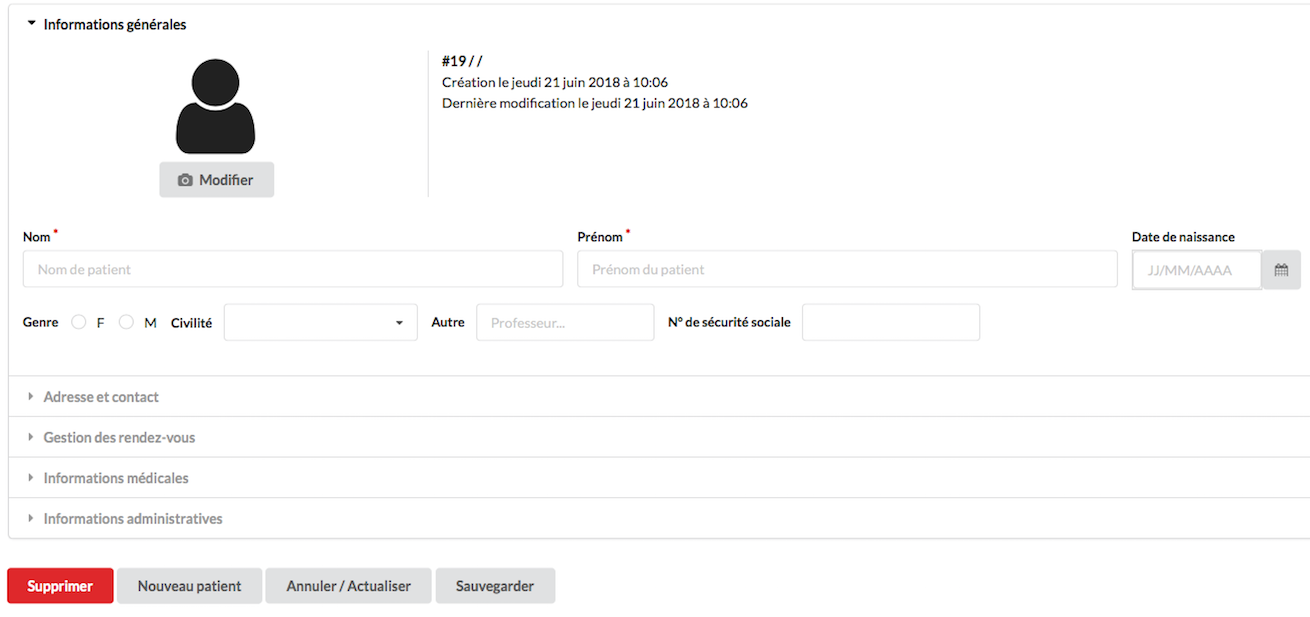 Informations générales
#19 / /
Création le jeudi 21 juin 2018 à 10:06
Dernière modification le jeudi 21 juin 2018 à 10:06
Modifier
Nom * Prénom * Date de naissance
Nom de patient Prénom du patient JJ/MM/AAAA
Genre F M Civilité Autre Professeur... N° de sécurité sociale
Adresse et contact
Gestion des rendez-vous
Informations médicales
Informations administratives
Supprimer Nouveau patient Annuler / Actualiser Sauvegarder